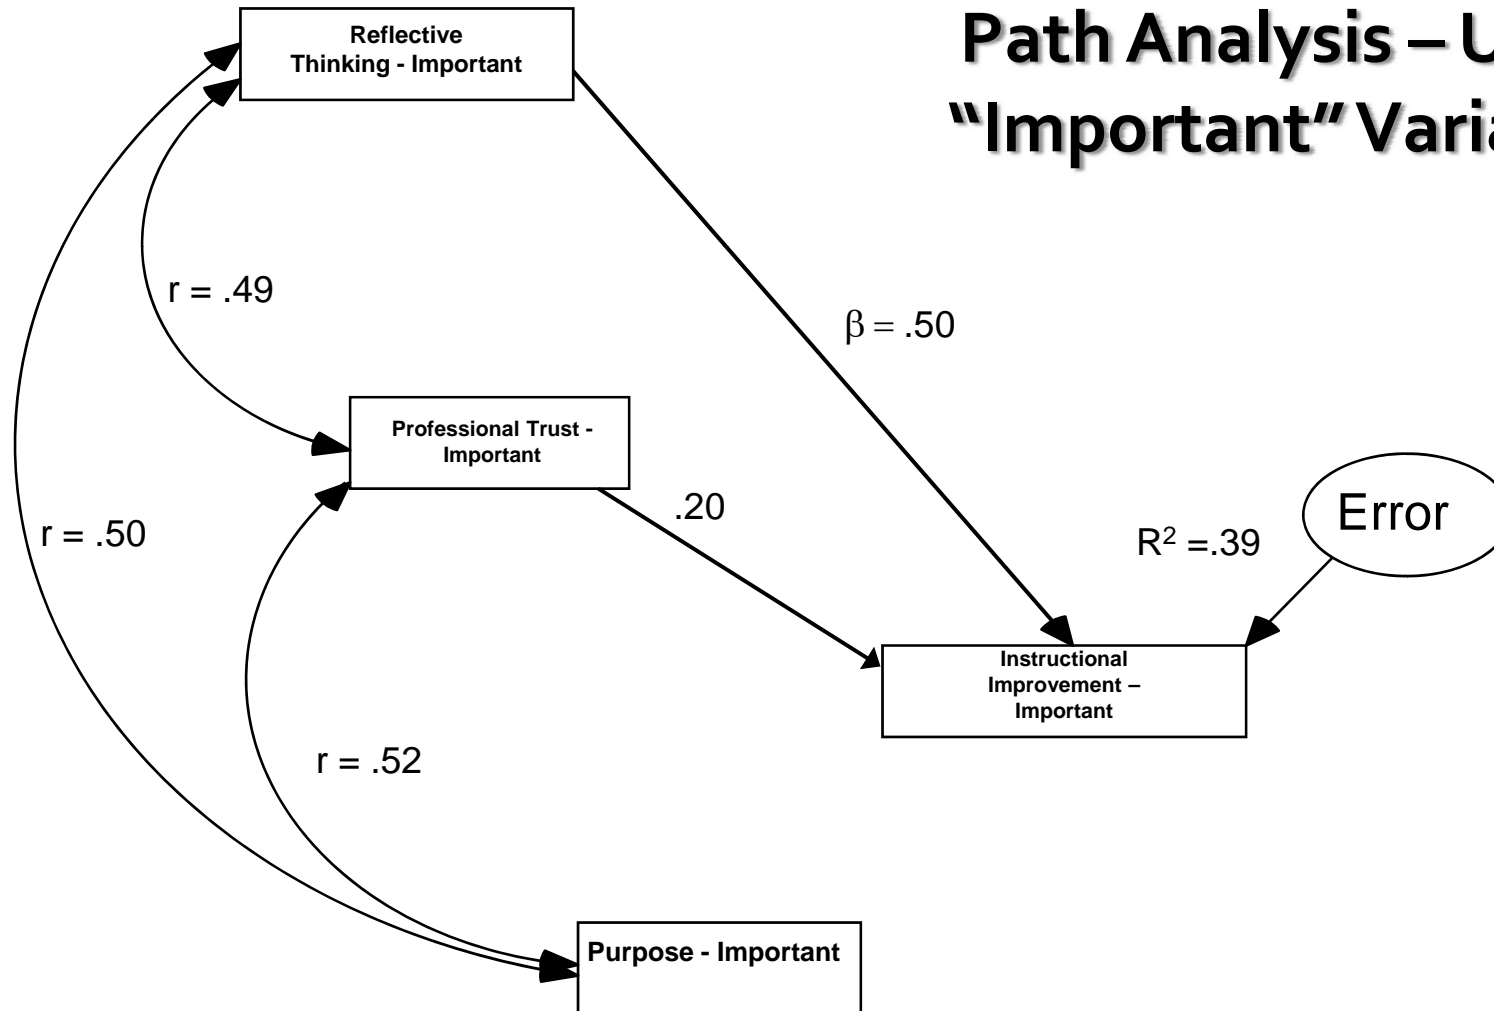 Path Analysis – U
“Important” Varia
Reflective
Thinking - Important
r = .49
β = .50
Professional Trust -
Important
.20
r = .50
R² =.39
Error
Instructional
Improvement –
Important
r = .52
Purpose - Important